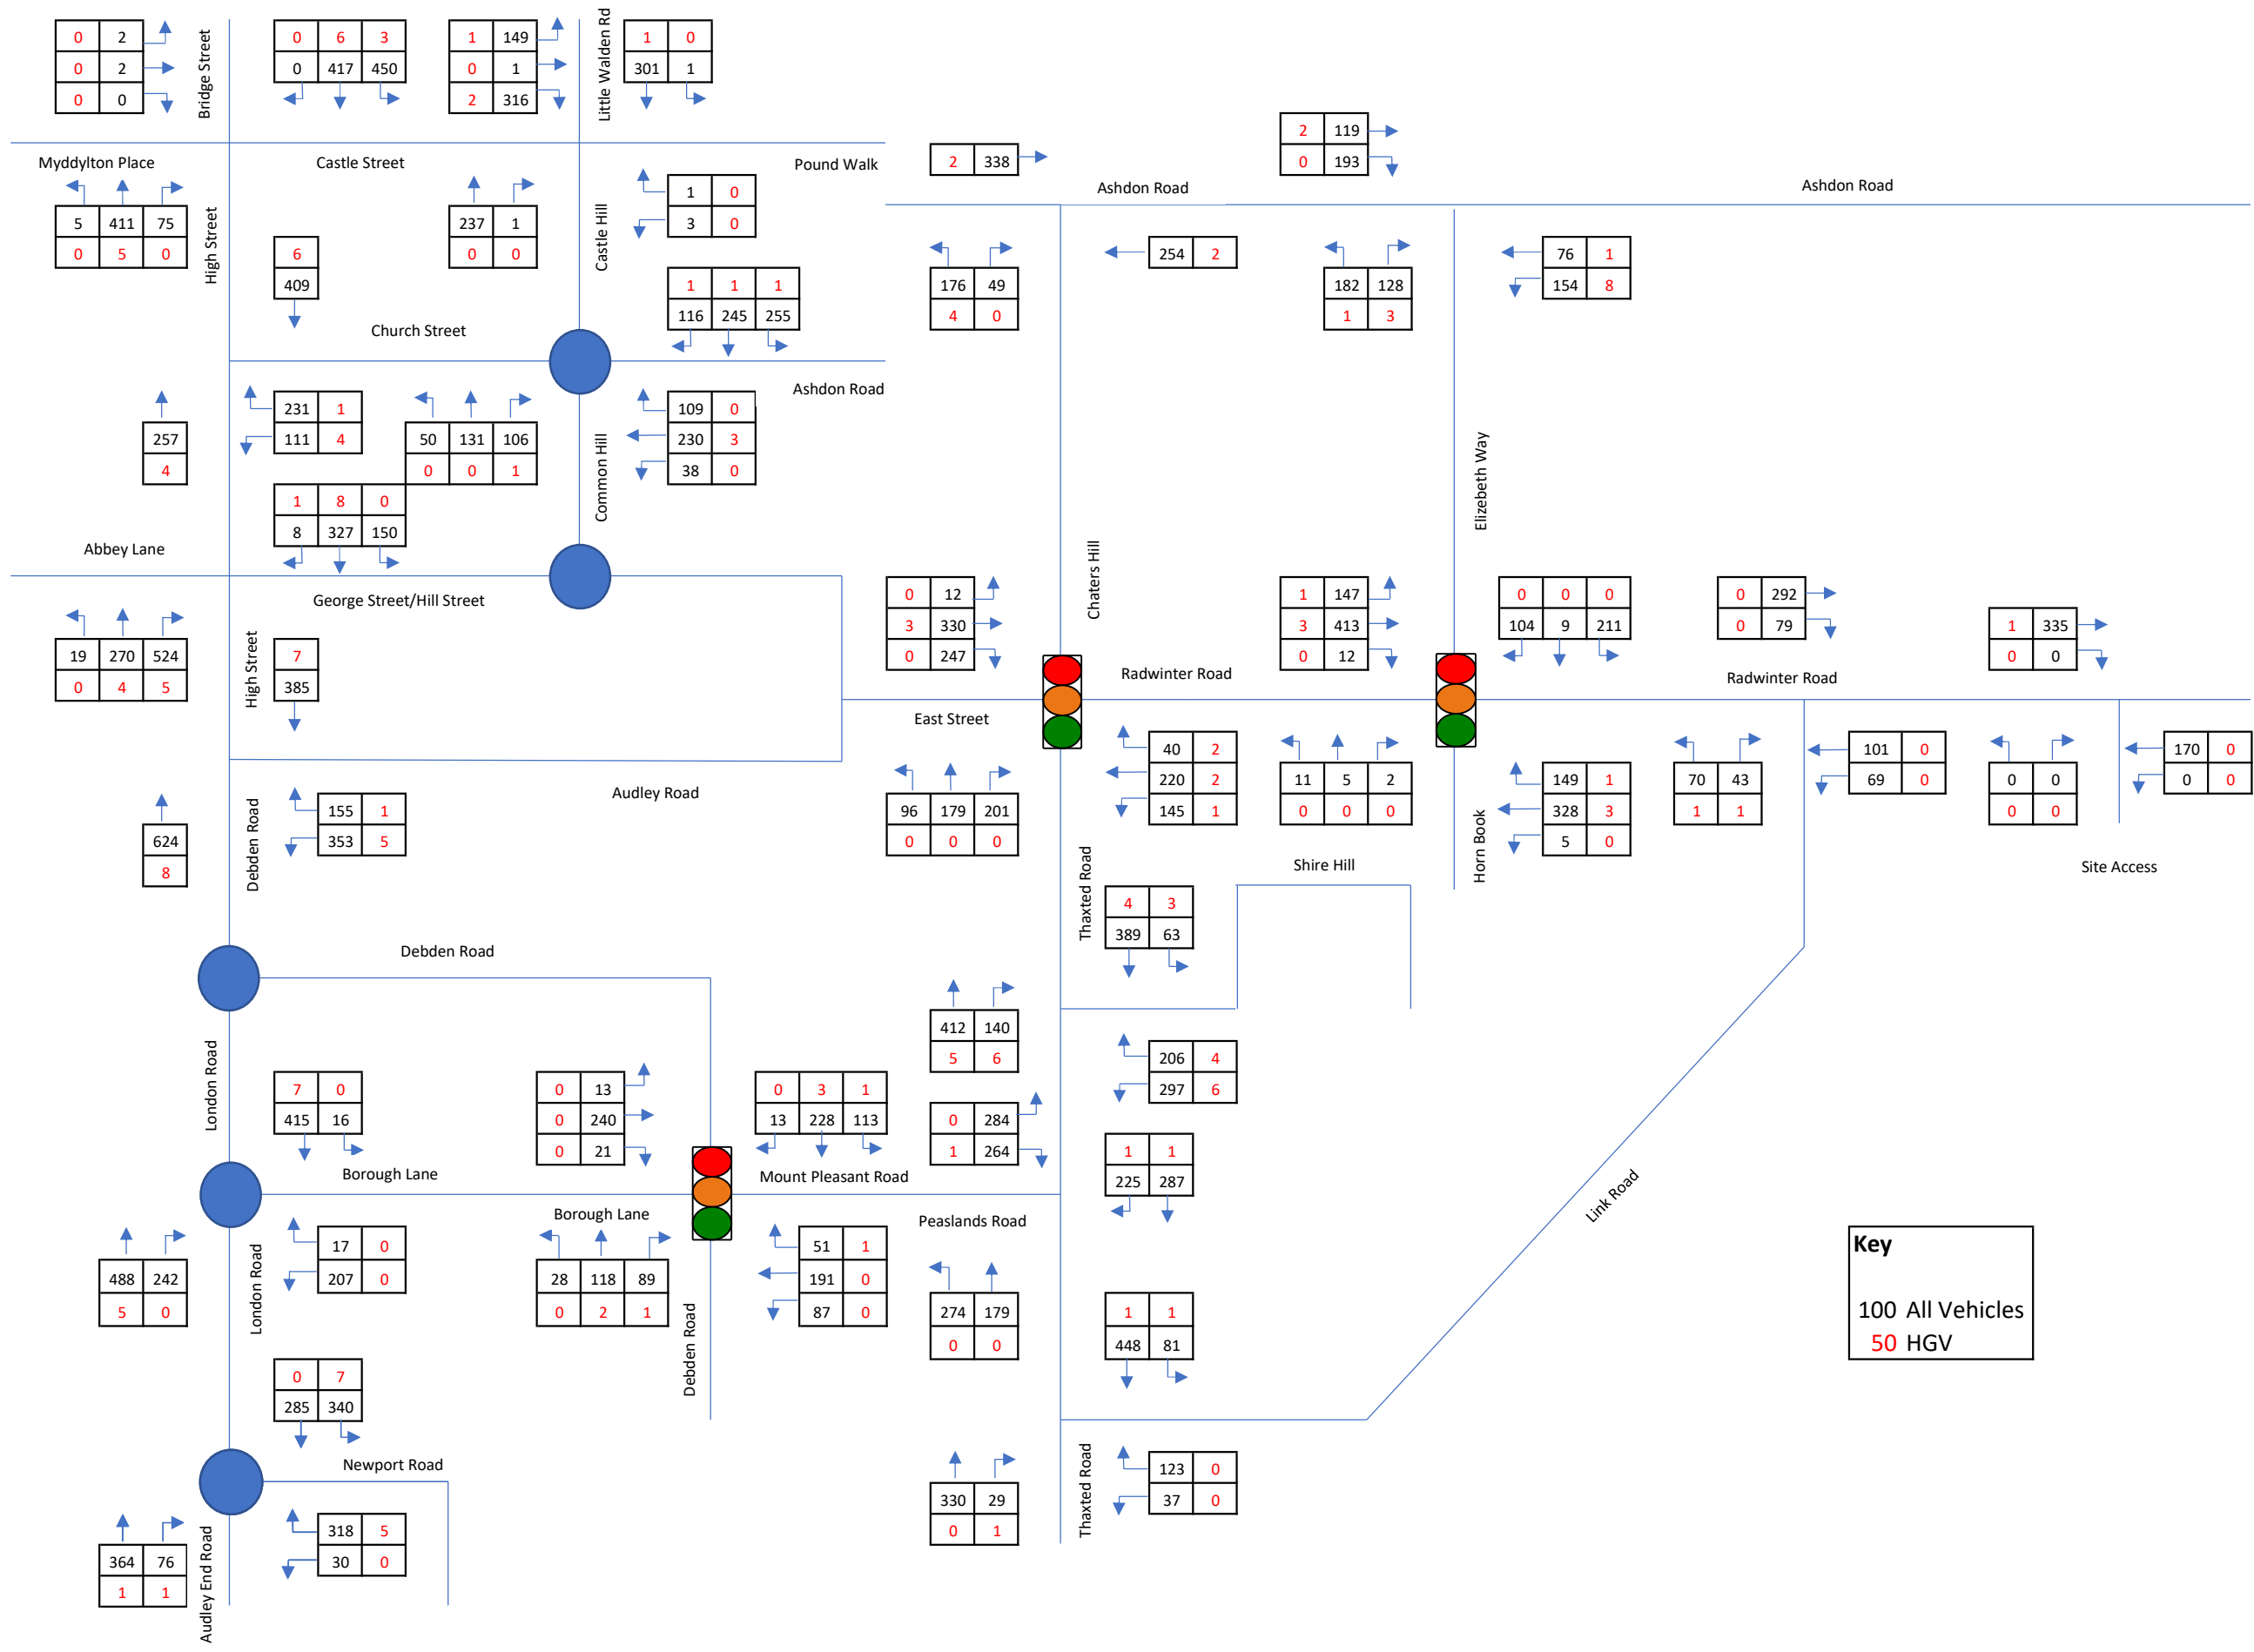 0 2
0 2
0 0
Bridge Street
0 6 3
0 417 450
1 149
0 1
2 316
Little Walden Rd
1 0
301 1
Myddylton Place
Castle Street
Pound Walk
2 338
2 119
0 193
Ashdon Road
Ashdon Road
5 411 75
0 5 0
High Street
6
409
237 1
0 0
Castle Hill
1 0
3 0
1 1 1
116 245 255
176 49
4 0
254 2
182 128
1 3
76 1
154 8
Church Street
Ashdon Road
257
4
231 1
111 4
50 131 106
0 0 1
Common Hill
109 0
230 3
38 0
1 8 0
8 327 150
Elizebeth Way
Abbey Lane
George Street/Hill Street
Chaters Hill
0 12
3 330
0 247
1 147
3 413
0 12
0 0 0
104 9 211
0 292
0 79
1 335
0 0
19 270 524
0 4 5
High Street
7
385
Radwinter Road
Radwinter Road
East Street
40 2
220 2
145 1
11 5 2
0 0 0
149 1
328 3
5 0
70 43
1 1
101 0
69 0
0 0
0 0
170 0
0 0
Audley Road
96 179 201
0 0 0
624
8
Debden Road
155 1
353 5
Thaxted Road
Shire Hill
Horn Book
Site Access
4 3
389 63
Debden Road
412 140
5 6
206 4
297 6
London Road
7 0
415 16
0 13
0 240
0 21
0 3 1
13 228 113
0 284
1 264
1 1
225 287
Borough Lane
Mount Pleasant Road
Link Road
Borough Lane
Peaslands Road
488 242
5 0
London Road
17 0
207 0
28 118 89
0 2 1
Debden Road
51 1
191 0
87 0
274 179
0 0
1 1
448 81
Key
100 All Vehicles
50 HGV
0 7
285 340
Newport Road
330 29
0 1
Thaxted Road
123 0
37 0
364 76
1 1
Audley End Road
318 5
30 0